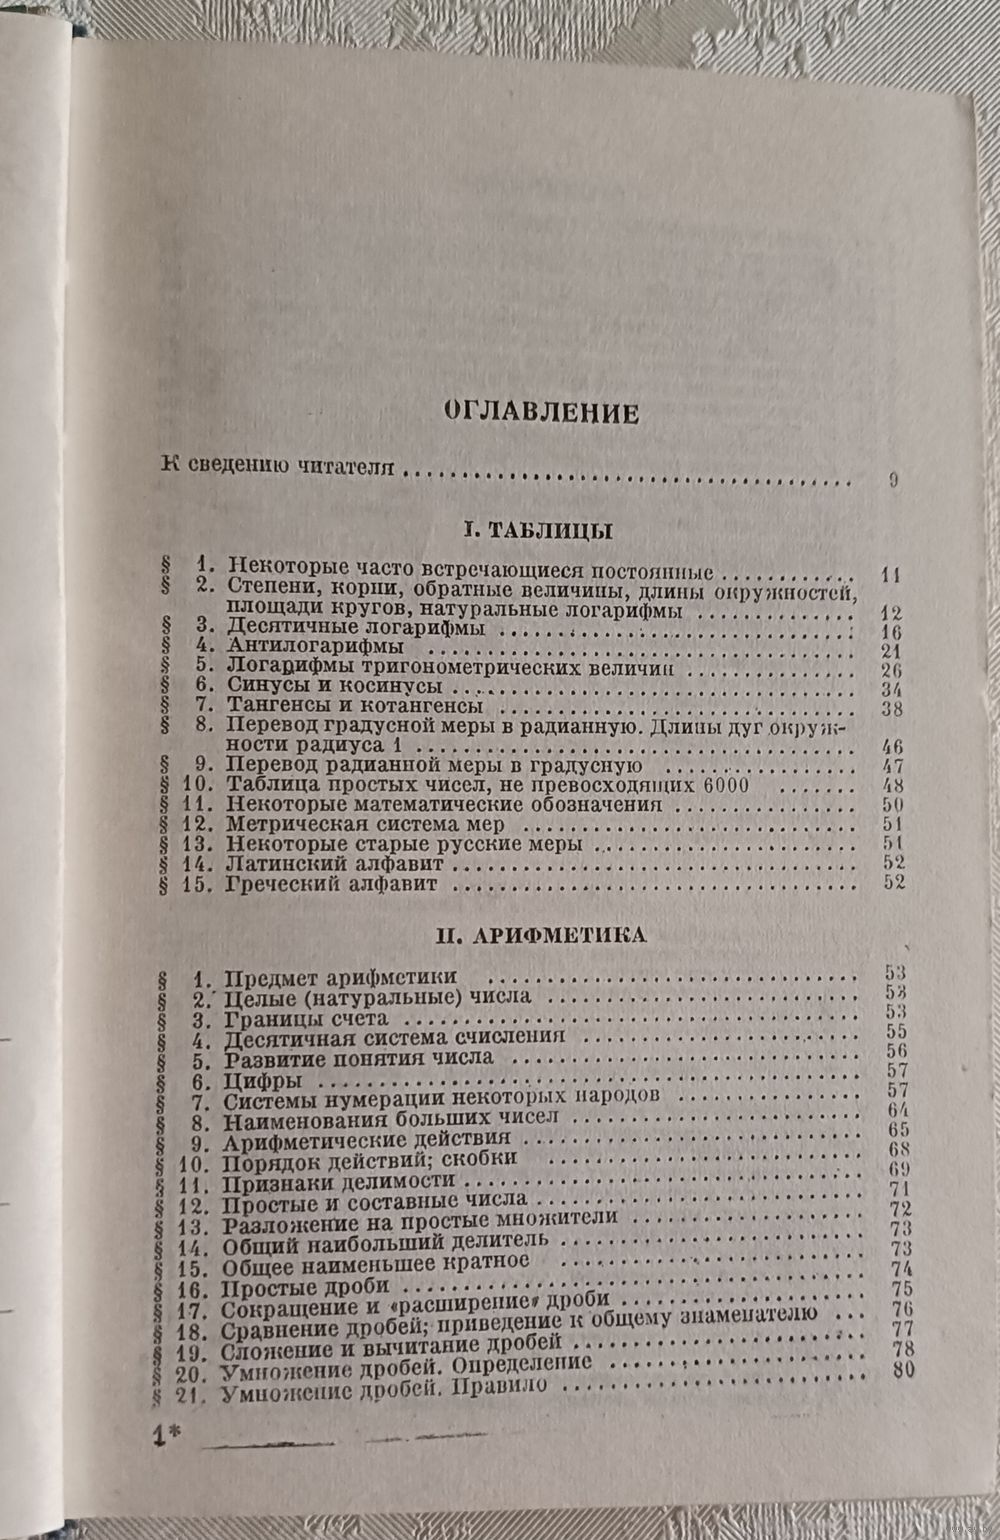 ОГЛАВЛЕНИЕ
К сведению читателя . . . . . . . . . . . . . . . . . . . . . . . . . . . . . . . . . . . . . . 9
I. ТАБЛИЦЫ
§ 1. Некоторые часто встречающиеся постоянные . . . . . . . . . . . . 11
§ 2. Степени, корни, обратные величины, длины окружностей,
площади кругов, натуральные логарифмы . . . . . . . . . . . . . . 12
§ 3. Десятичные логарифмы . . . . . . . . . . . . . . . . . . . . . . . . . . . . . . 16
§ 4. Антилогарифмы . . . . . . . . . . . . . . . . . . . . . . . . . . . . . . . . . . . . 21
§ 5. Логарифмы тригонометрических величин . . . . . . . . . . . . . . . 26
§ 6. Синусы и косинусы . . . . . . . . . . . . . . . . . . . . . . . . . . . . . . . . . . 34
§ 7. Тангенсы и котангенсы . . . . . . . . . . . . . . . . . . . . . . . . . . . . . . 38
§ 8. Перевод градусной меры в радианную. Длины дуг окруж-
ности радиуса 1 . . . . . . . . . . . . . . . . . . . . . . . . . . . . . . . . . . . . . 46
§ 9. Перевод радианной меры в градусную . . . . . . . . . . . . . . . . . 47
§ 10. Таблица простых чисел, не превосходящих 6000 . . . . . . . 48
§ 11. Некоторые математические обозначения . . . . . . . . . . . . . . . . 50
§ 12. Метрическая система мер . . . . . . . . . . . . . . . . . . . . . . . . . . . . 51
§ 13. Некоторые старые русские меры . . . . . . . . . . . . . . . . . . . . . . 51
§ 14. Латинский алфавит . . . . . . . . . . . . . . . . . . . . . . . . . . . . . . . . . . 52
§ 15. Греческий алфавит . . . . . . . . . . . . . . . . . . . . . . . . . . . . . . . . . . 52
II. АРИФМЕТИКА
§ 1. Предмет арифметики . . . . . . . . . . . . . . . . . . . . . . . . . . . . . . . 53
§ 2. Целые (натуральные) числа . . . . . . . . . . . . . . . . . . . . . . . . . . 53
§ 3. Границы счета . . . . . . . . . . . . . . . . . . . . . . . . . . . . . . . . . . . . . . 53
§ 4. Десятичная система счисления . . . . . . . . . . . . . . . . . . . . . . . 55
§ 5. Развитие понятия числа . . . . . . . . . . . . . . . . . . . . . . . . . . . . . 56
§ 6. Цифры . . . . . . . . . . . . . . . . . . . . . . . . . . . . . . . . . . . . . . . . . . . . . 57
§ 7. Системы нумерации некоторых народов . . . . . . . . . . . . . . . . 57
§ 8. Наименования больших чисел . . . . . . . . . . . . . . . . . . . . . . . . 64
§ 9. Арифметические действия . . . . . . . . . . . . . . . . . . . . . . . . . . . . 65
§ 10. Порядок действий; скобки . . . . . . . . . . . . . . . . . . . . . . . . . . 68
§ 11. Признаки делимости . . . . . . . . . . . . . . . . . . . . . . . . . . . . . . . . . 69
§ 12. Простые и составные числа . . . . . . . . . . . . . . . . . . . . . . . . . . . 71
§ 13. Разложение на простые множители . . . . . . . . . . . . . . . . . . . 72
§ 14. Общий наибольший делитель . . . . . . . . . . . . . . . . . . . . . . . . . 73
§ 15. Общее наименьшее кратное . . . . . . . . . . . . . . . . . . . . . . . . . 73
§ 16. Простые дроби . . . . . . . . . . . . . . . . . . . . . . . . . . . . . . . . . . . . . . 74
§ 17. Сокращение и «расширение» дроби . . . . . . . . . . . . . . . . . . . . 75
§ 18. Сравнение дробей; приведение к общему знаменателю . . . 76
§ 19. Сложение и вычитание дробей . . . . . . . . . . . . . . . . . . . . . . . . 77
§ 20. Умножение дробей. Определение . . . . . . . . . . . . . . . . . . . . . 78
§ 21. Умножение дробей. Правило . . . . . . . . . . . . . . . . . . . . . . . . . 80
1*